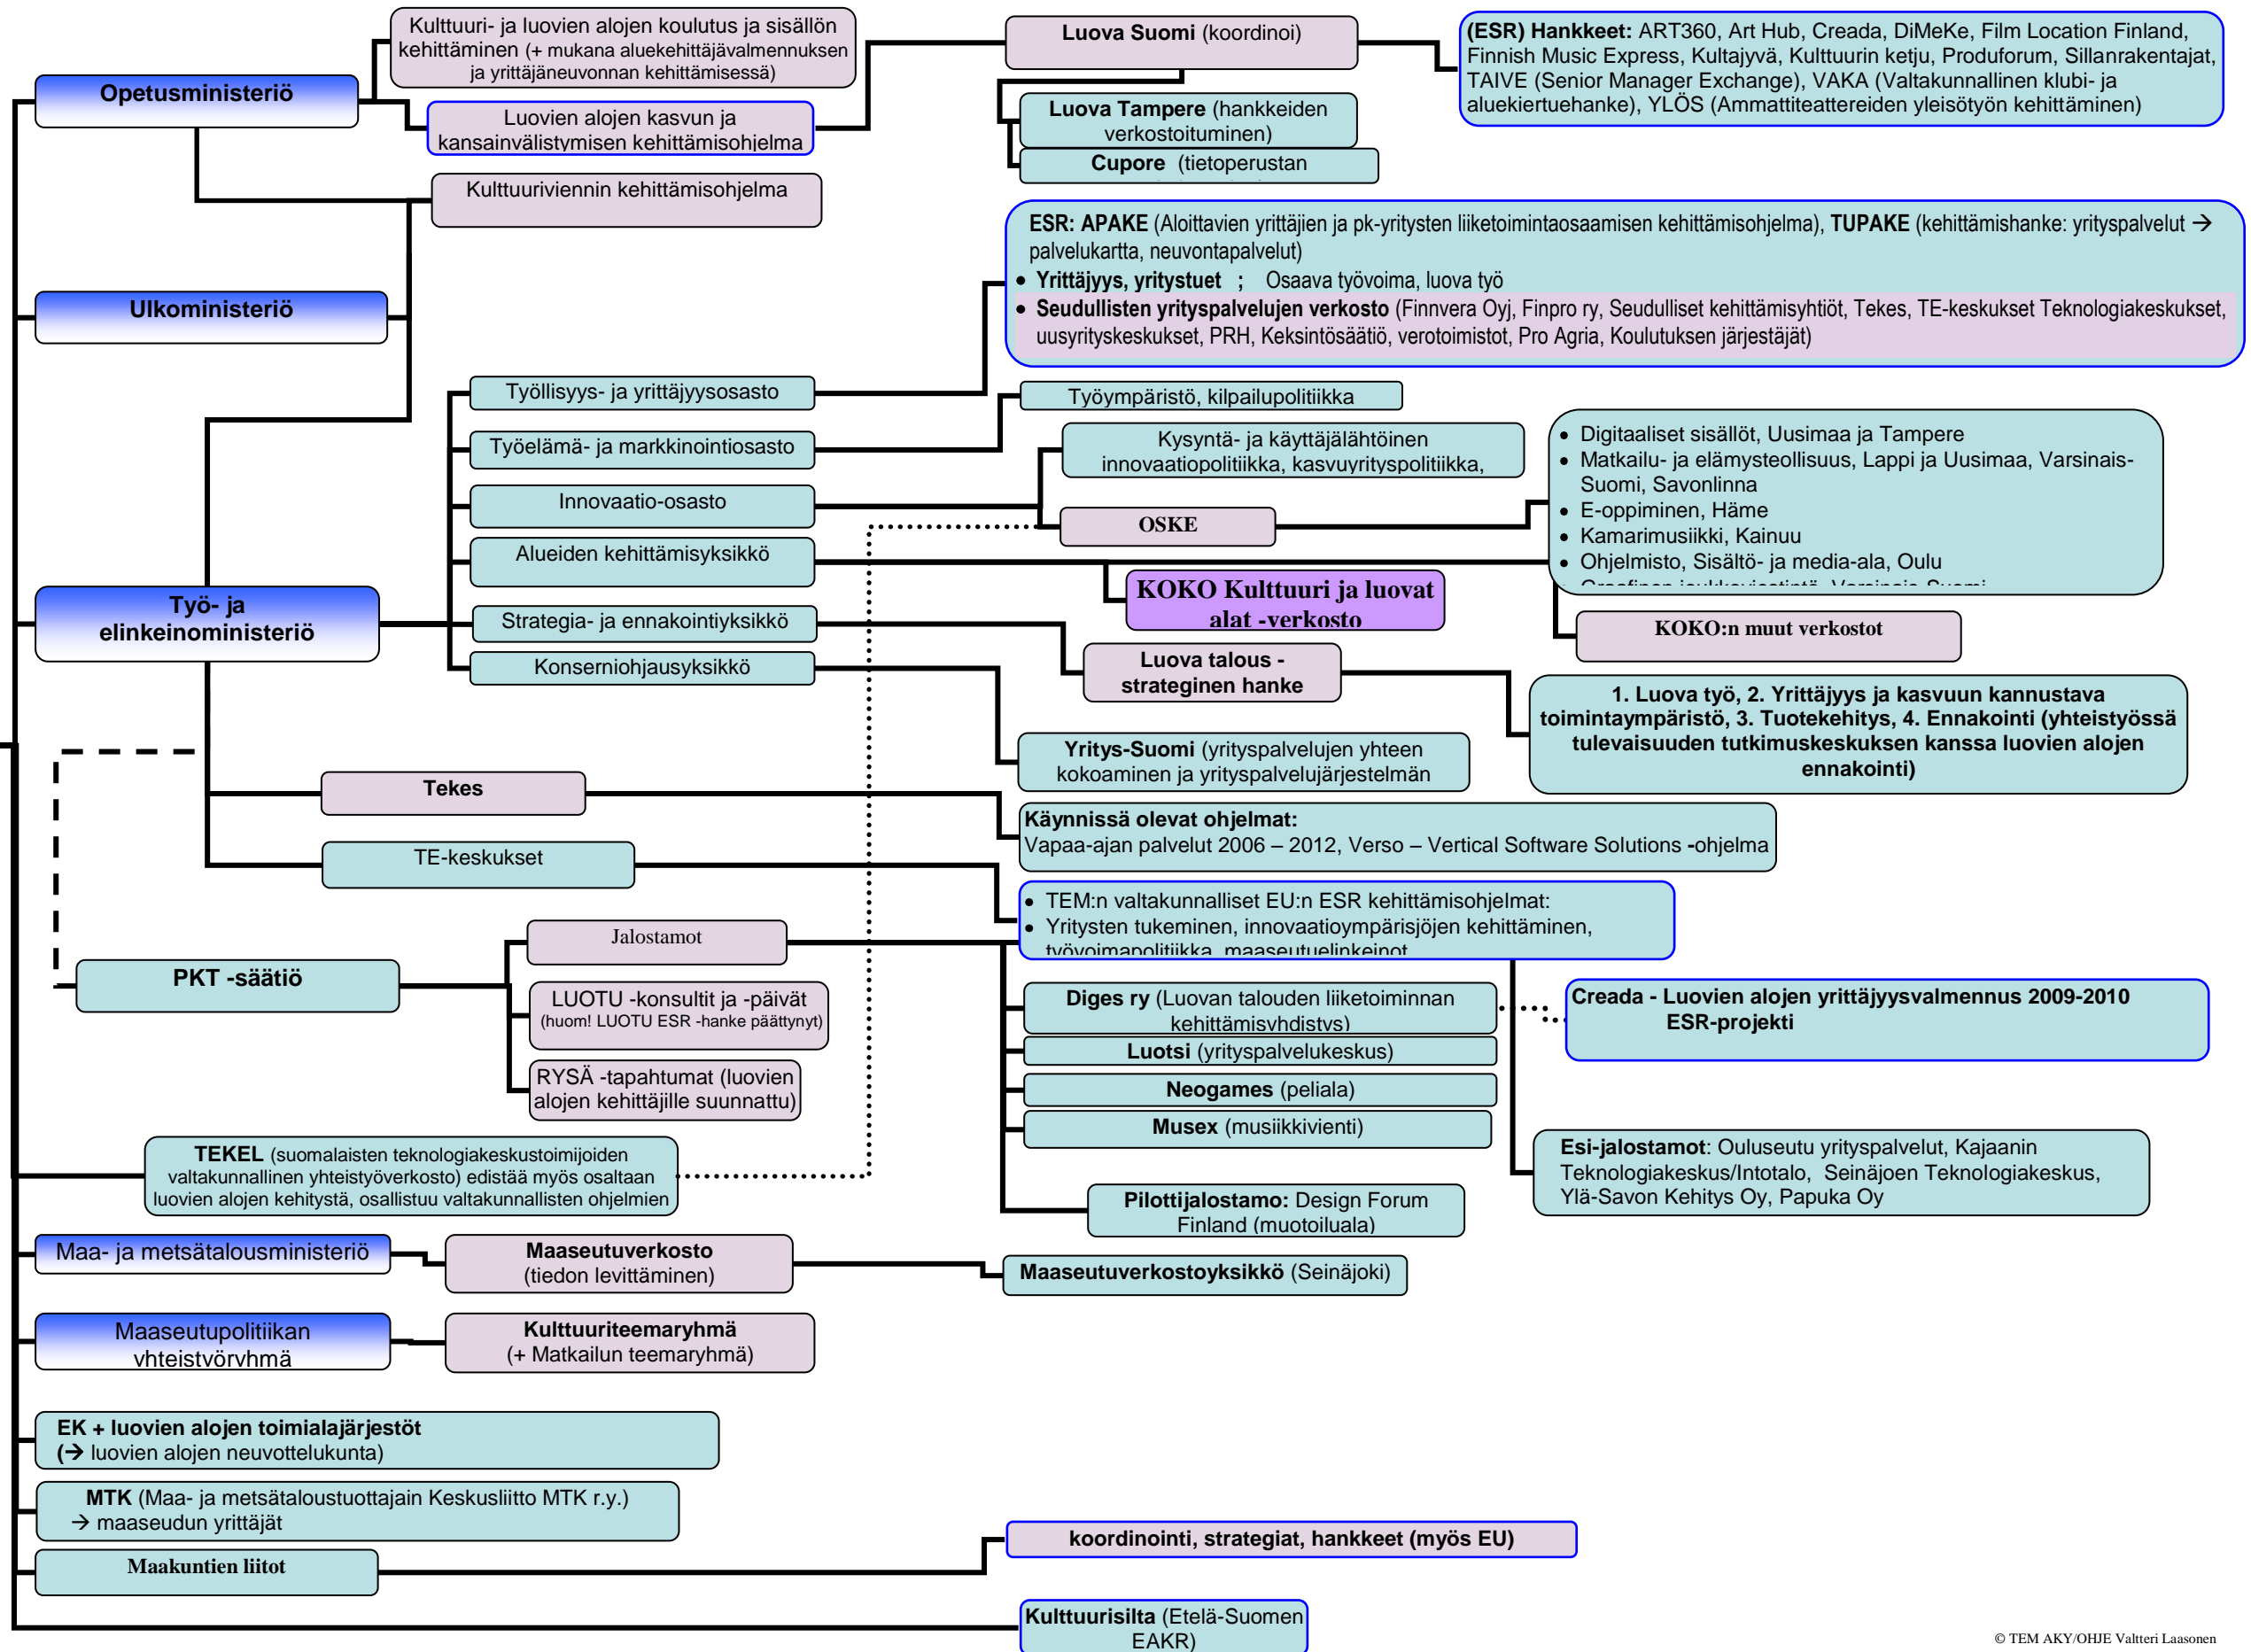 Kulttuuri- ja luovien alojen koulutus ja sisällön
kehittäminen (+ mukana aluekehittäjävalmennuksen
ja yrittäjäneuvonnan kehittämisessä)
Opetusministeriö
Luovien alojen kasvun ja
kansainvälistymisen kehittämisohjelma
Kulttuuriviennin kehittämisohjelma
Luova Suomi (koordinoi)
Luova Tampere (hankkeiden
verkostoituminen)
Cupore (tietoperustan
(ESR) Hankkeet: ART360, Art Hub, Creada, DiMeKe, Film Location Finland,
Finnish Music Express, Kultajyvä, Kulttuurin ketju, Produforum, Sillanrakentajat,
TAIVE (Senior Manager Exchange), VAKA (Valtakunnallinen klubi- ja
aluekiertuehanke), YLÖS (Ammattiteattereiden yleisötyön kehittäminen)
Ulkoministeriö
ESR: APAKE (Aloittavien yrittäjien ja pk-yritysten liiketoimintaosaamisen kehittämisohjelma), TUPAKE (kehittämishanke: yrityspalvelut →
palvelukartta, neuvontapalvelut)
• Yrittäjyys, yritystuet ; Osaava työvoima, luova työ
• Seudullisten yrityspalvelujen verkosto (Finnvera Oyj, Finpro ry, Seudulliset kehittämisyhtiöt, Tekes, TE-keskukset Teknologiakeskukset,
uusyrityskeskukset, PRH, Keksintösäätiö, verotoimistot, Pro Agria, Koulutuksen järjestäjät)
Työllisyys- ja yrittäjyysosasto
Työympäristö, kilpailupolitiikka
Työelämä- ja markkinointiosasto
Kysyntä- ja käyttäjälähtöinen
innovaatiopolitiikka, kasvuyrityspolitiikka,
Innovaatio-osasto
OSKE
• Digitaaliset sisällöt, Uusimaa ja Tampere
• Matkailu- ja elämysteollisuus, Lappi ja Uusimaa, Varsinais-
Suomi, Savonlinna
• E-oppiminen, Häme
• Kamarimusiikki, Kainuu
• Ohjelmisto, Sisältö- ja media-ala, Oulu
• Graafinen joukkoviestintä, Varsinais-Suomi
Alueiden kehittämisyksikkö
KOKO Kulttuuri ja luovat
alat -verkosto
KOKO:n muut verkostot
Työ- ja
elinkeinoministeriö
Strategia- ja ennakointiyksikkö
Luova talous -
strateginen hanke
1. Luova työ, 2. Yrittäjyys ja kasvuun kannustava
toimintaympäristö, 3. Tuotekehitys, 4. Ennakointi (yhteistyössä
tulevaisuuden tutkimuskeskuksen kanssa luovien alojen
ennakointi)
Konserniohjausyksikkö
Yritys-Suomi (yrityspalvelujen yhteen
kokoaminen ja yrityspalvelujärjestelmän
Tekes
Käynnissä olevat ohjelmat:
Vapaa-ajan palvelut 2006 – 2012, Verso – Vertical Software Solutions -ohjelma
TE-keskukset
• TEM:n valtakunnalliset EU:n ESR kehittämisohjelmat:
• Yritysten tukeminen, innovaatioympärisjöjen kehittäminen,
työvoimapolitiikka, maaseutuelinkeinot
PKT -säätiö
Jalostamot
LUOTU -konsultit ja -päivät
(huom! LUOTU ESR -hanke päättynyt)
RYSÄ -tapahtumat (luovien
alojen kehittäjille suunnattu)
Diges ry (Luovan talouden liiketoiminnan
kehittämisyhdistys)
Luotsi (yrityspalvelukeskus)
Neogames (peliala)
Musex (musiikkivienti)
Pilottijalostamo: Design Forum
Finland (muotoiluala)
Creada - Luovien alojen yrittäjyysvalmennus 2009-2010
ESR-projekti
Esi-jalostamot: Ouluseutu yrityspalvelut, Kajaanin
Teknologiakeskus/Intotalo, Seinäjoen Teknologiakeskus,
Ylä-Savon Kehitys Oy, Papuka Oy
TEKEL (suomalaisten teknologiakeskustoimijoiden
valtakunnallinen yhteistyöverkosto) edistää myös osaltaan
luovien alojen kehitystä, osallistuu valtakunnallisten ohjelmien
Maa- ja metsätalousministeriö
Maaseutuverkosto
(tiedon levittäminen)
Maaseutuverkostoyksikkö (Seinäjoki)
Maaseutupolitiikan
yhteistyöryhmä
Kulttuuriteemaryhmä
(+ Matkailun teemaryhmä)
EK + luovien alojen toimialajärjestöt
(→ luovien alojen neuvottelukunta)
MTK (Maa- ja metsätaloustuottajain Keskusliitto MTK r.y.)
→ maaseudun yrittäjät
Maakuntien liitot
koordinointi, strategiat, hankkeet (myös EU)
Kulttuurisilta (Etelä-Suomen
EAKR)
© TEM AKY/OHJE Valtteri Laasonen